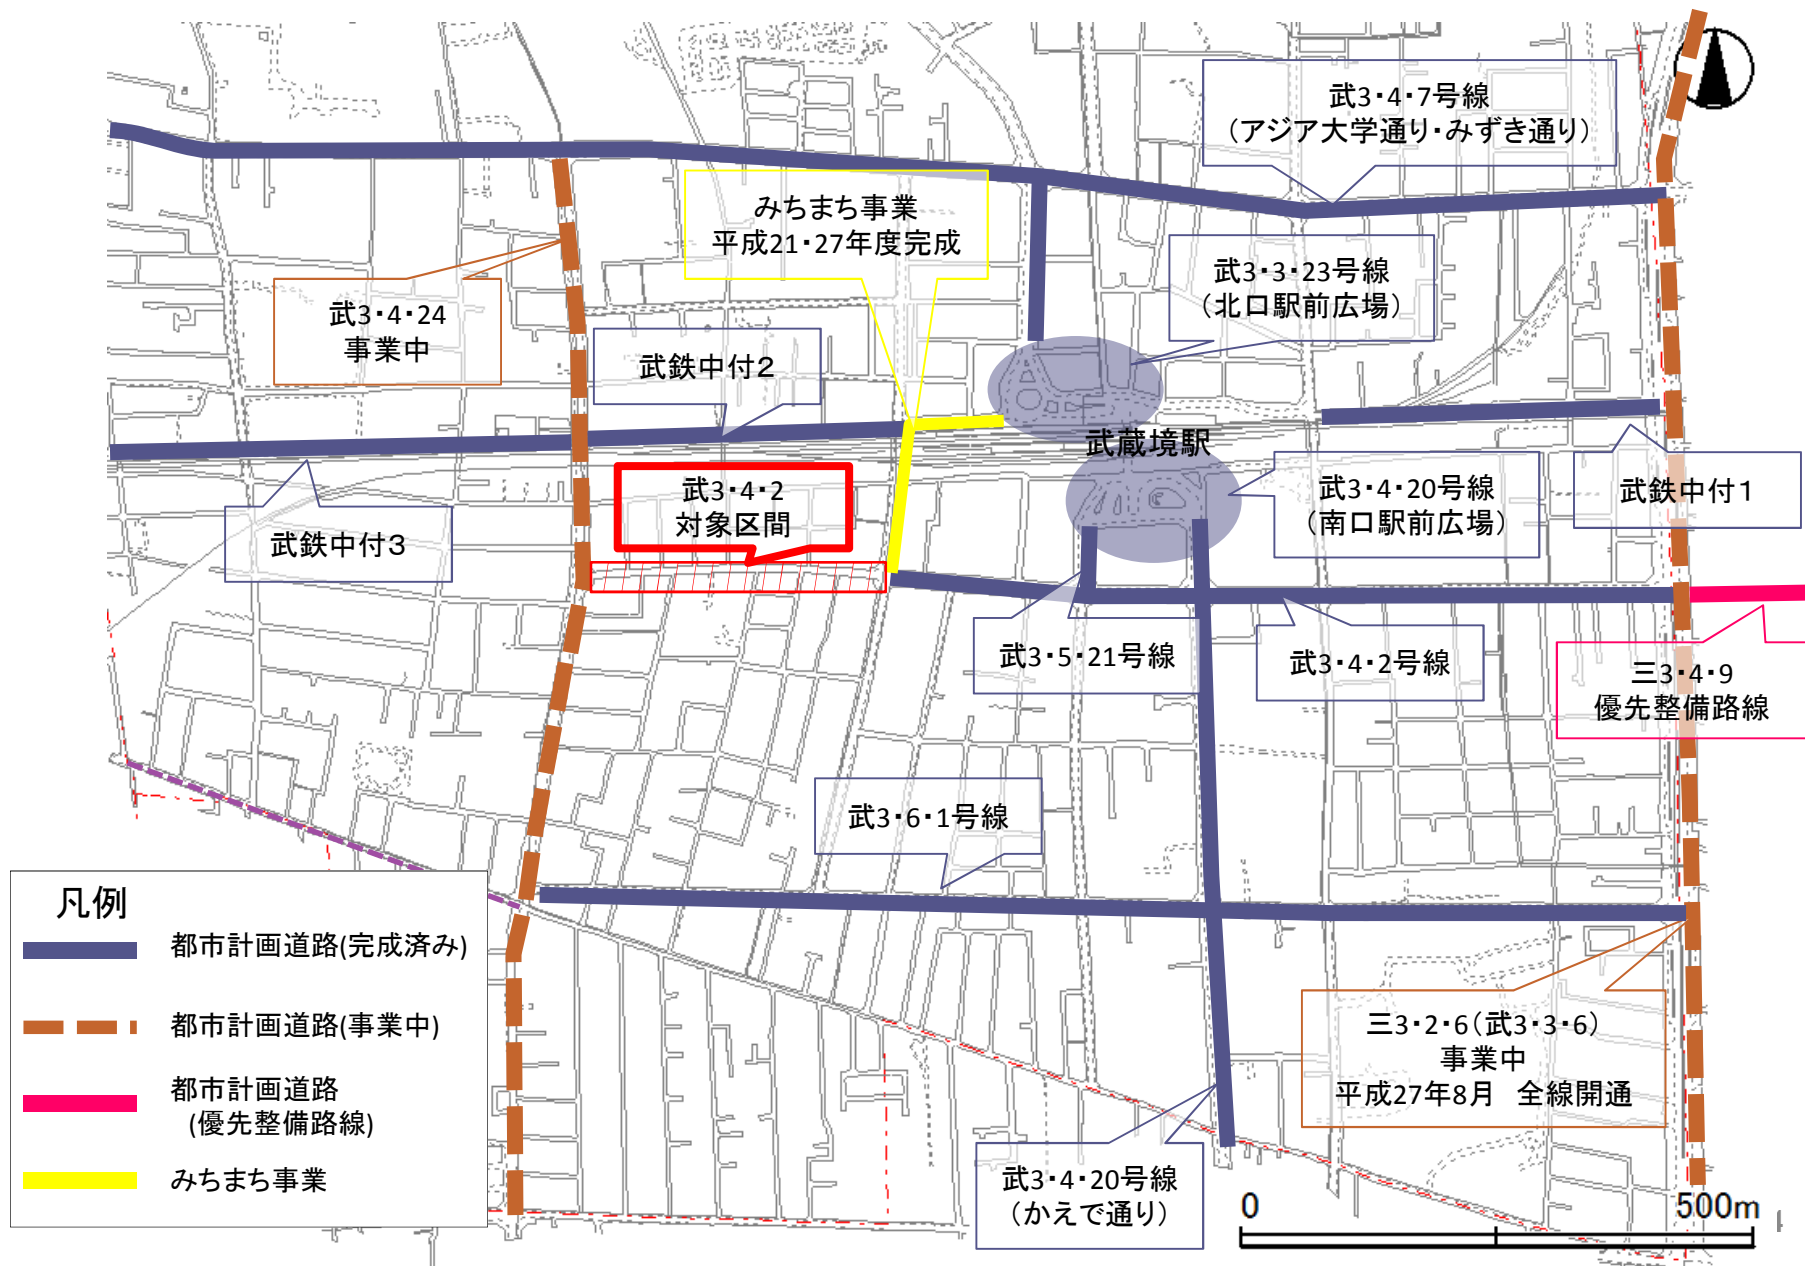 武3・4・7号線
（アジア大学通り・みずき通り）
みちまち事業
平成21・27年度完成
武3・3・23号線
（北口駅前広場）
武3・4・24
事業中
武鉄中付2
武蔵境駅
武3・4・2
対象区間
武3・4・20号線
（南口駅前広場）
武鉄中付1
武鉄中付3
武3・5・21号線
武3・4・2号線
三3・4・9
優先整備路線
武3・6・1号線
凡例
都市計画道路(完成済み)
都市計画道路(事業中)
都市計画道路
(優先整備路線)
みちまち事業
三3・2・6（武3・3・6）
事業中
平成27年8月　全線開通
武3・4・20号線
（かえで通り）
0 500m